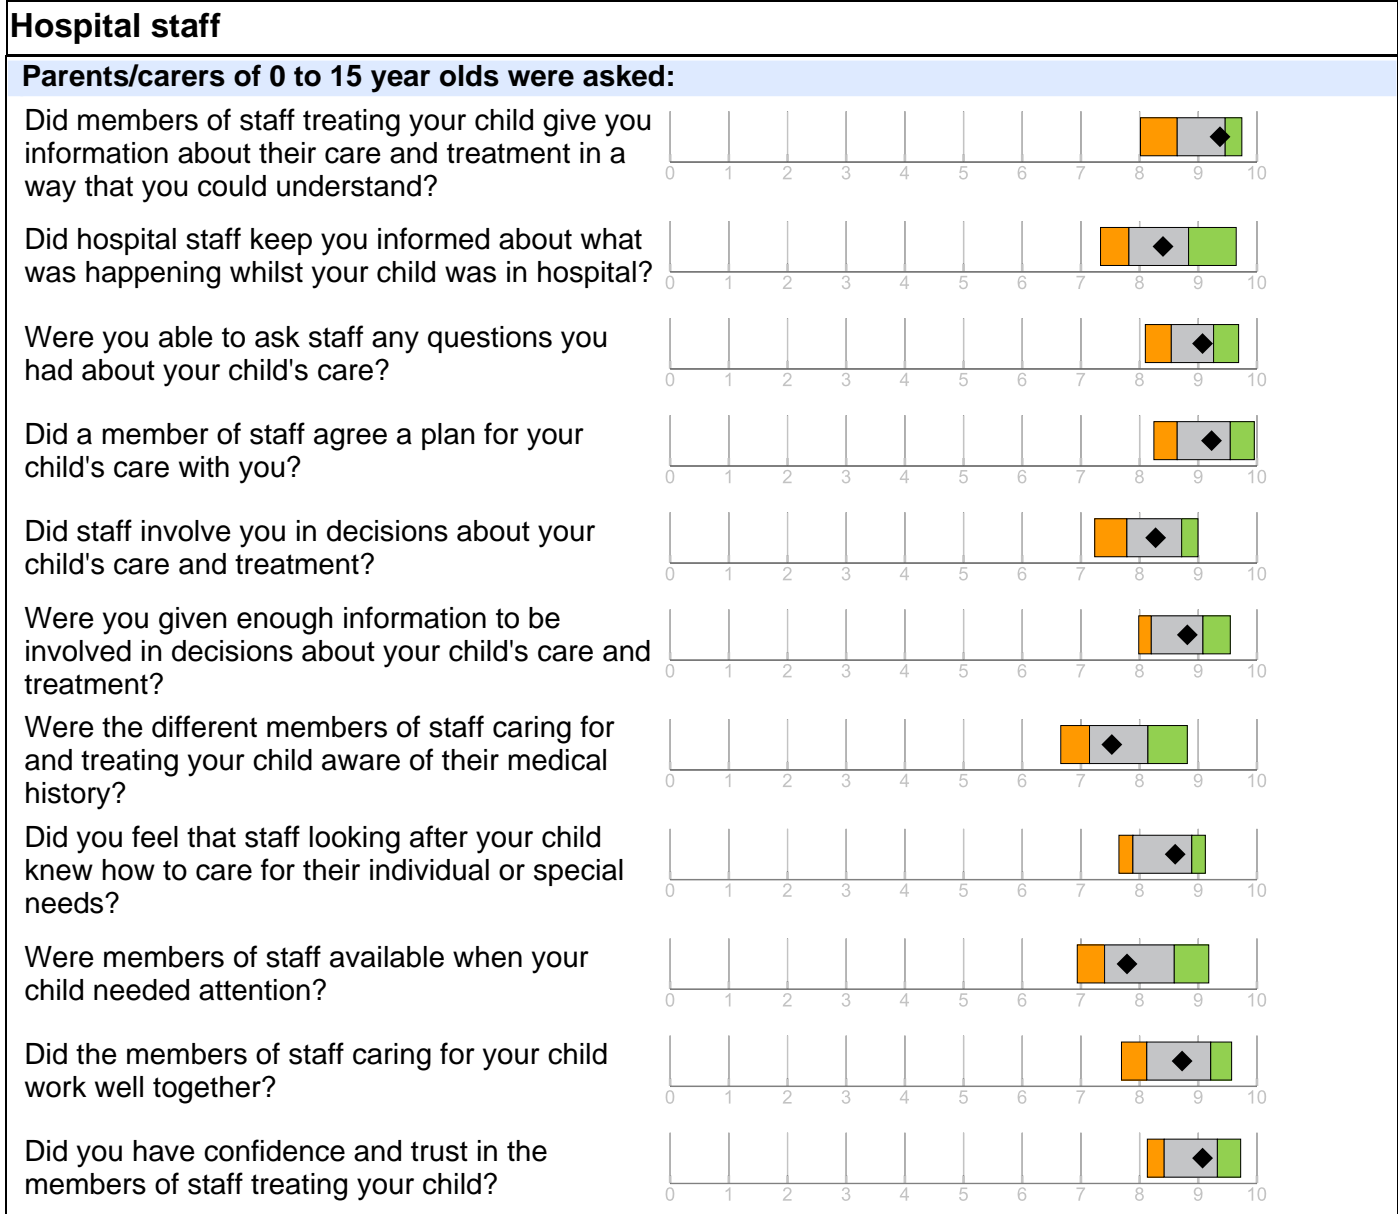 Hospital staff
Parents/carers of 0 to 15 year olds were asked:
Did members of staff treating your child give you
information about their care and treatment in a
way that you could understand?
0 1 2 3 4 5 6 7 8 9 10
Did hospital staff keep you informed about what
was happening whilst your child was in hospital?
0 1 2 3 4 5 6 7 8 9 10
Were you able to ask staff any questions you
had about your child's care?
0 1 2 3 4 5 6 7 8 9 10
Did a member of staff agree a plan for your
child's care with you?
0 1 2 3 4 5 6 7 8 9 10
Did staff involve you in decisions about your
child's care and treatment?
0 1 2 3 4 5 6 7 8 9 10
Were you given enough information to be
involved in decisions about your child's care and
treatment?
0 1 2 3 4 5 6 7 8 9 10
Were the different members of staff caring for
and treating your child aware of their medical
history?
0 1 2 3 4 5 6 7 8 9 10
Did you feel that staff looking after your child
knew how to care for their individual or special
needs?
0 1 2 3 4 5 6 7 8 9 10
Were members of staff available when your
child needed attention?
0 1 2 3 4 5 6 7 8 9 10
Did the members of staff caring for your child
work well together?
0 1 2 3 4 5 6 7 8 9 10
Did you have confidence and trust in the
members of staff treating your child?
0 1 2 3 4 5 6 7 8 9 10